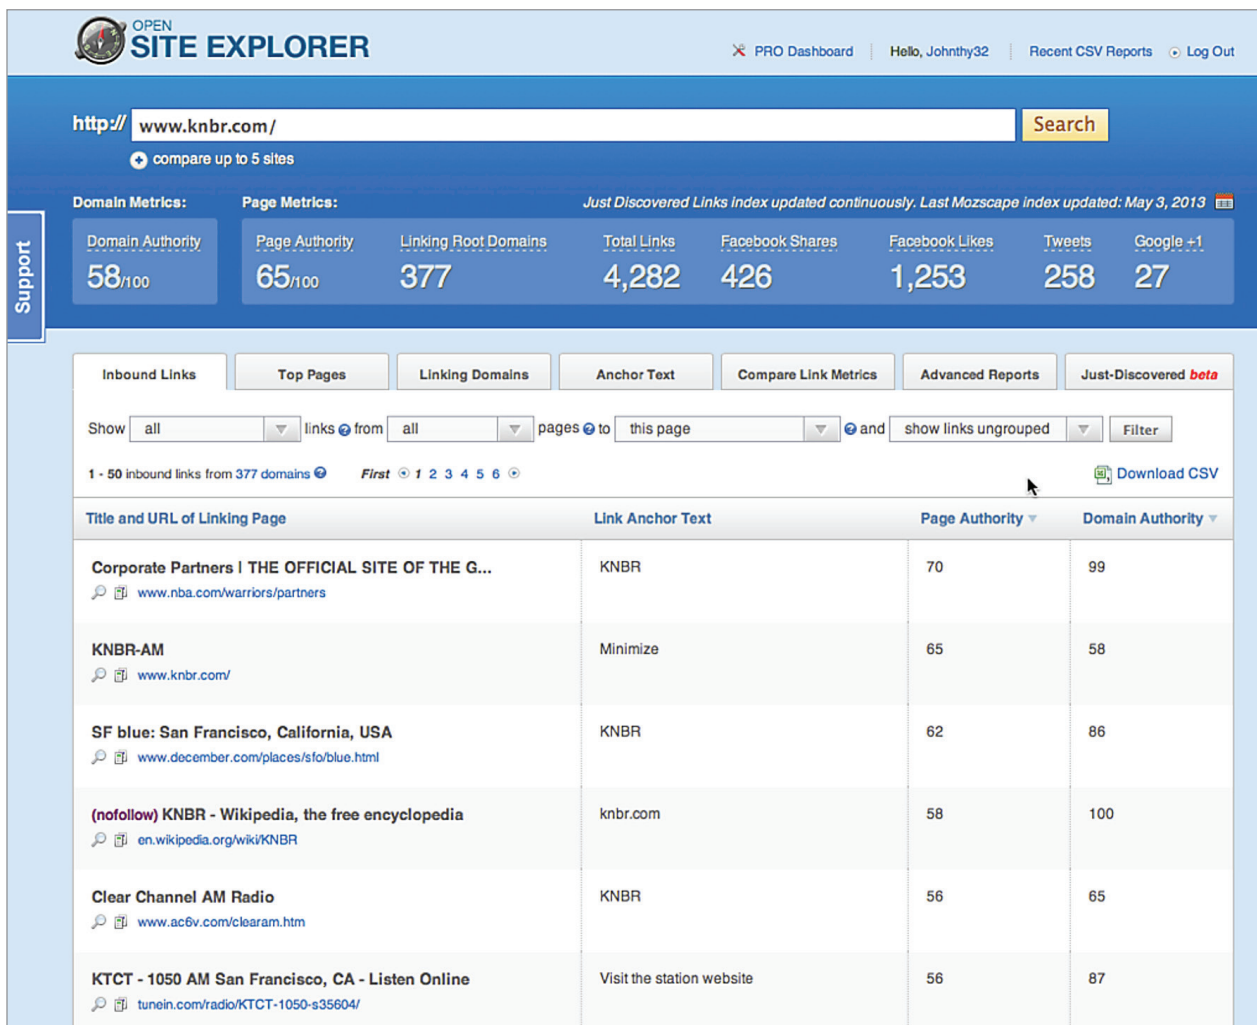 OPEN
SITE EXPLORER
PRO Dashboard Hello, Johnthy32 Recent CSV Reports Log Out
http:// www.knbr.com/ Search
compare up to 5 sites
Domain Metrics: Page Metrics: Just Discovered Links index updated continuously. Last Mozscape index updated: May 3, 2013
Support
Domain Authority Page Authority Linking Root Domains Total Links Facebook Shares Facebook Likes Tweets Google +1
58/100 65/100 377 4,282 426 1,253 258 27
Inbound Links Top Pages Linking Domains Anchor Text Compare Link Metrics Advanced Reports Just-Discovered beta
Show all links ? from all pages ? to this page ? and show links ungrouped Filter
1 - 50 inbound links from 377 domains ? First 1 2 3 4 5 6 Download CSV
Title and URL of Linking Page Link Anchor Text Page Authority Domain Authority
Corporate Partners | THE OFFICIAL SITE OF THE G... KNBR 70 99
www.nba.com/warriors/partners
KNBR-AM Minimize 65 58
www.knbr.com/
SF blue: San Francisco, California, USA KNBR 62 86
www.december.com/places/sfo/blue.html
(nofollow) KNBR - Wikipedia, the free encyclopedia knbr.com 58 100
en.wikipedia.org/wiki/KNBR
Clear Channel AM Radio KNBR 56 65
www.ac6v.com/clearam.htm
KTCT - 1050 AM San Francisco, CA - Listen Online Visit the station website 56 87
tunein.com/radio/KTCT-1050-s35604/